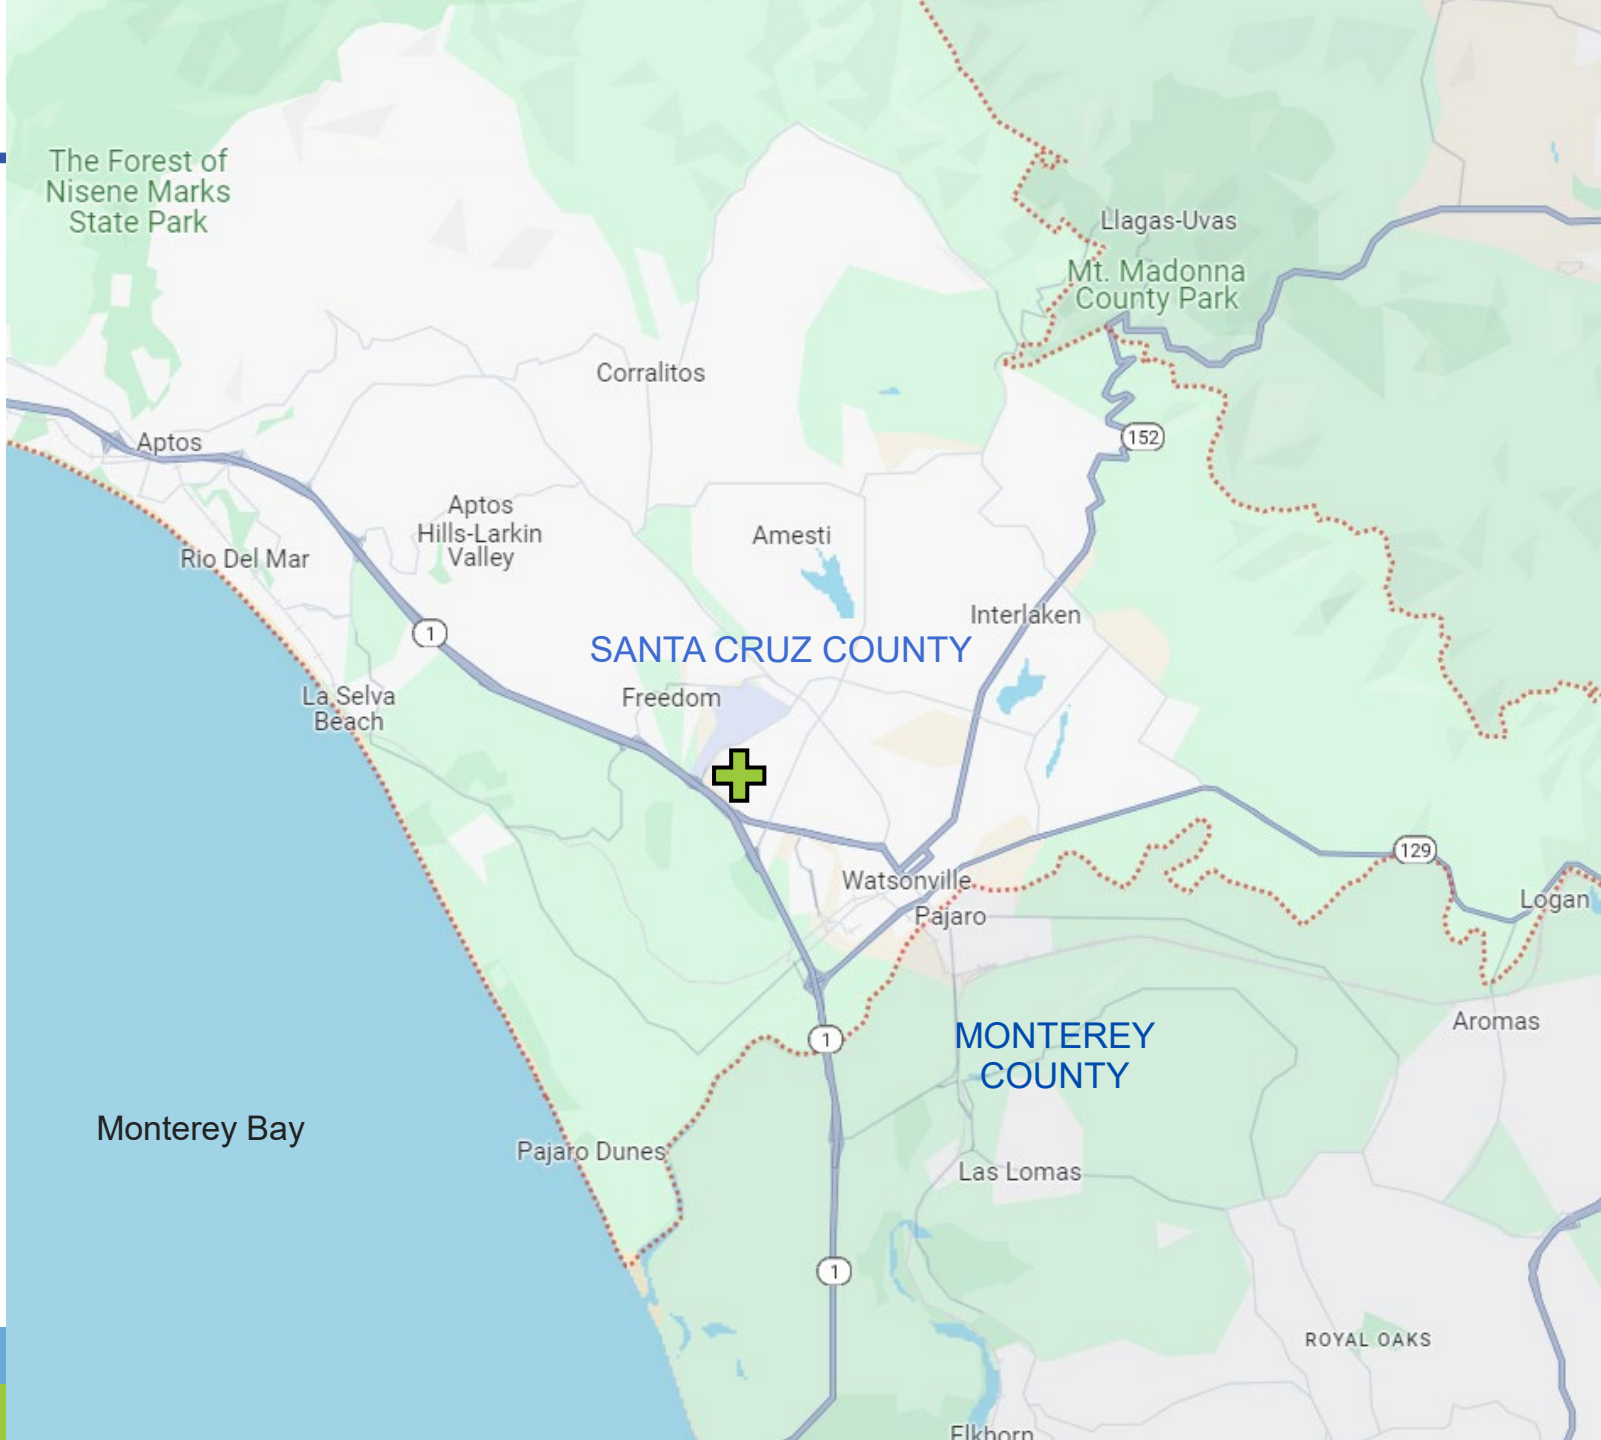 The Forest of
Nisene Marks
State Park
Llagas-Uvas
Mt. Madonna
County Park
Corralitos
Aptos
152
Aptos
Hills-Larkin
Valley
Amesti
Rio Del Mar
Interlaken
1
SANTA CRUZ COUNTY
La Selva
Beach
Freedom
129
Watsonville
Logan
Pajaro
Aromas
1
MONTEREY
COUNTY
Monterey Bay
Pajaro Dunes
Las Lomas
1
ROYAL OAKS
Elkhorn